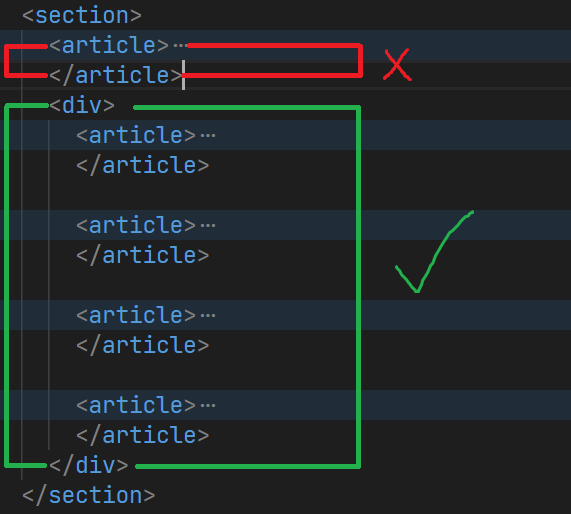 <section>
<article>···
</article>
<div>
<article>···
</article>
<article>···
</article>
<article>···
</article>
<article>···
</article>
</div>
</section>